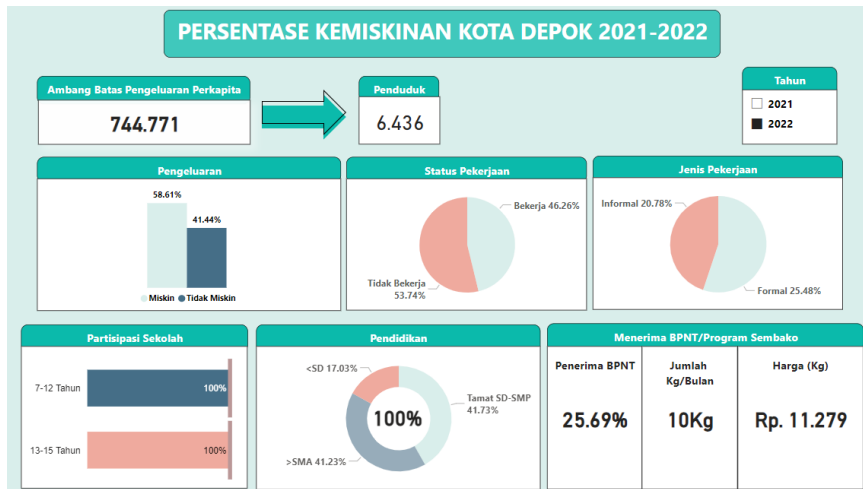 PERSENTASE KEMISKINAN KOTA DEPOK 2021-2022
Ambang Batas Pengeluaran Perkapita
744.771
Penduduk
6.436
Tahun
2021
2022
Pengeluaran
58.61%
41.44%
Miskin Tidak Miskin
Status Pekerjaan
Bekerja 46.26%
Tidak Bekerja
53.74%
Jenis Pekerjaan
Informal 20.78%
Formal 25.48%
Partisipasi Sekolah
7-12 Tahun
100%
13-15 Tahun
100%
Pendidikan
<SD 17.03%
Tamat SD-SMP
41.73%
100%
>SMA 41.23%
Menerima BPNT/Program Sembako
Penerima BPNT
25.69%
Jumlah
Kg/Bulan
10Kg
Harga (Kg)
Rp. 11.279